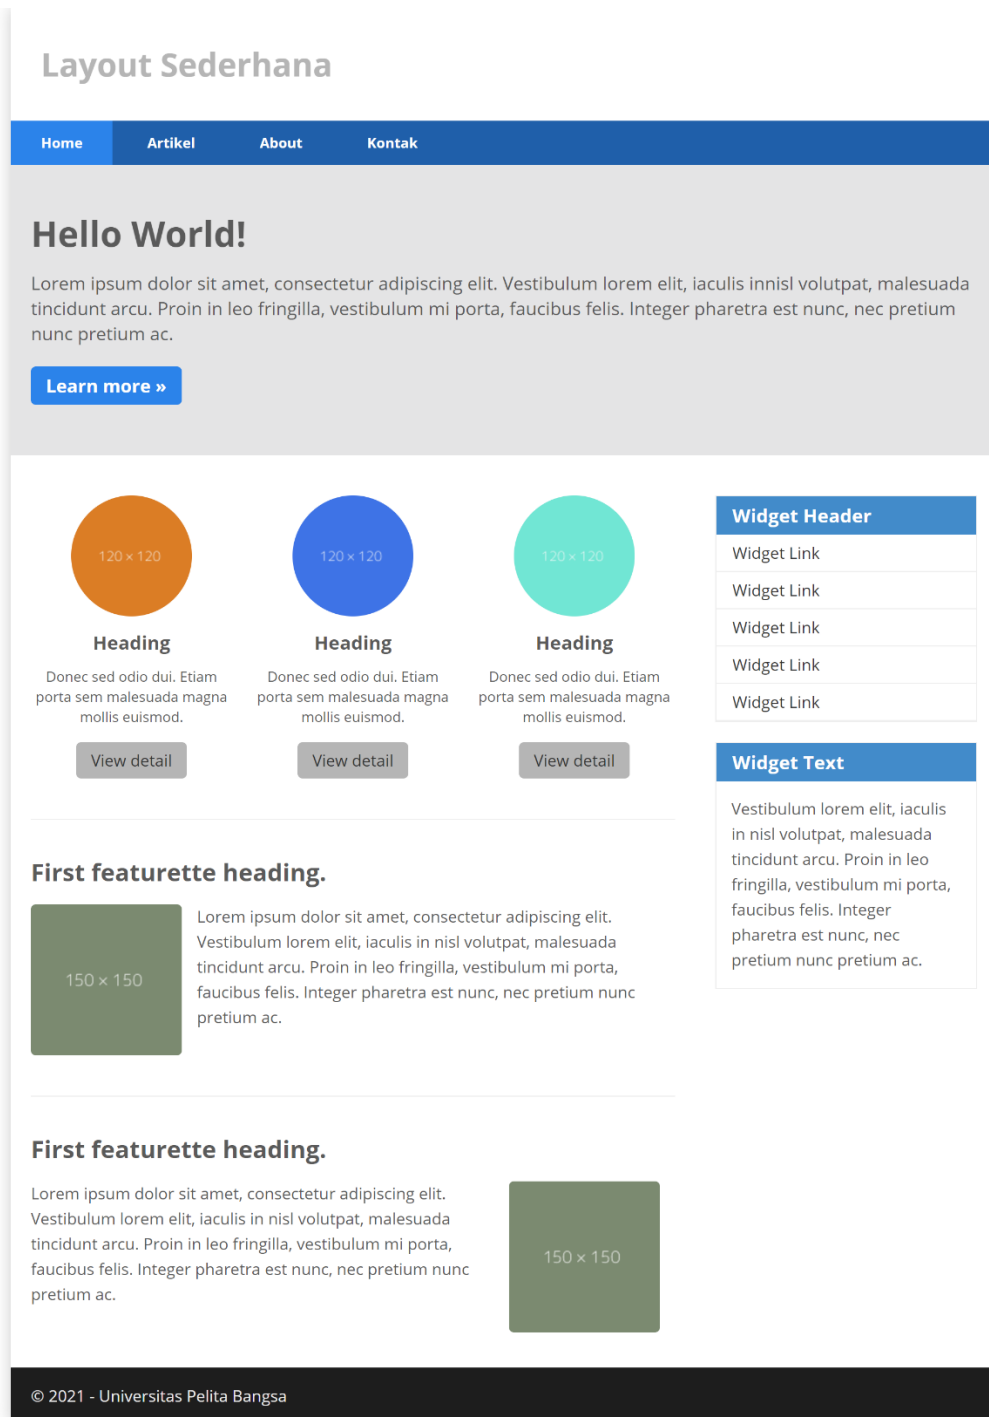 Layout Sederhana
Home
Artikel
About
Kontak
Hello World!
Lorem ipsum dolor sit amet, consectetur adipiscing elit. Vestibulum lorem elit, iaculis innisl volutpat, malesuada
tincidunt arcu. Proin in leo fringilla, vestibulum mi porta, faucibus felis. Integer pharetra est nunc, nec pretium
nunc pretium ac.
Learn more »
120 × 120
Heading
Donec sed odio dui. Etiam
porta sem malesuada magna
mollis euismod.
View detail
120 × 120
Heading
Donec sed odio dui. Etiam
porta sem malesuada magna
mollis euismod.
View detail
120 × 120
Heading
Donec sed odio dui. Etiam
porta sem malesuada magna
mollis euismod.
View detail
First featurette heading.
150 × 150
Lorem ipsum dolor sit amet, consectetur adipiscing elit.
Vestibulum lorem elit, iaculis in nisl volutpat, malesuada
tincidunt arcu. Proin in leo fringilla, vestibulum mi porta,
faucibus felis. Integer pharetra est nunc, nec pretium nunc
pretium ac.
First featurette heading.
Lorem ipsum dolor sit amet, consectetur adipiscing elit.
Vestibulum lorem elit, iaculis in nisl volutpat, malesuada
tincidunt arcu. Proin in leo fringilla, vestibulum mi porta,
faucibus felis. Integer pharetra est nunc, nec pretium nunc
pretium ac.
150 × 150
Widget Header
Widget Link
Widget Link
Widget Link
Widget Link
Widget Link
Widget Text
Vestibulum lorem elit, iaculis
in nisl volutpat, malesuada
tincidunt arcu. Proin in leo
fringilla, vestibulum mi porta,
faucibus felis. Integer
pharetra est nunc, nec
pretium nunc pretium ac.
© 2021 - Universitas Pelita Bangsa